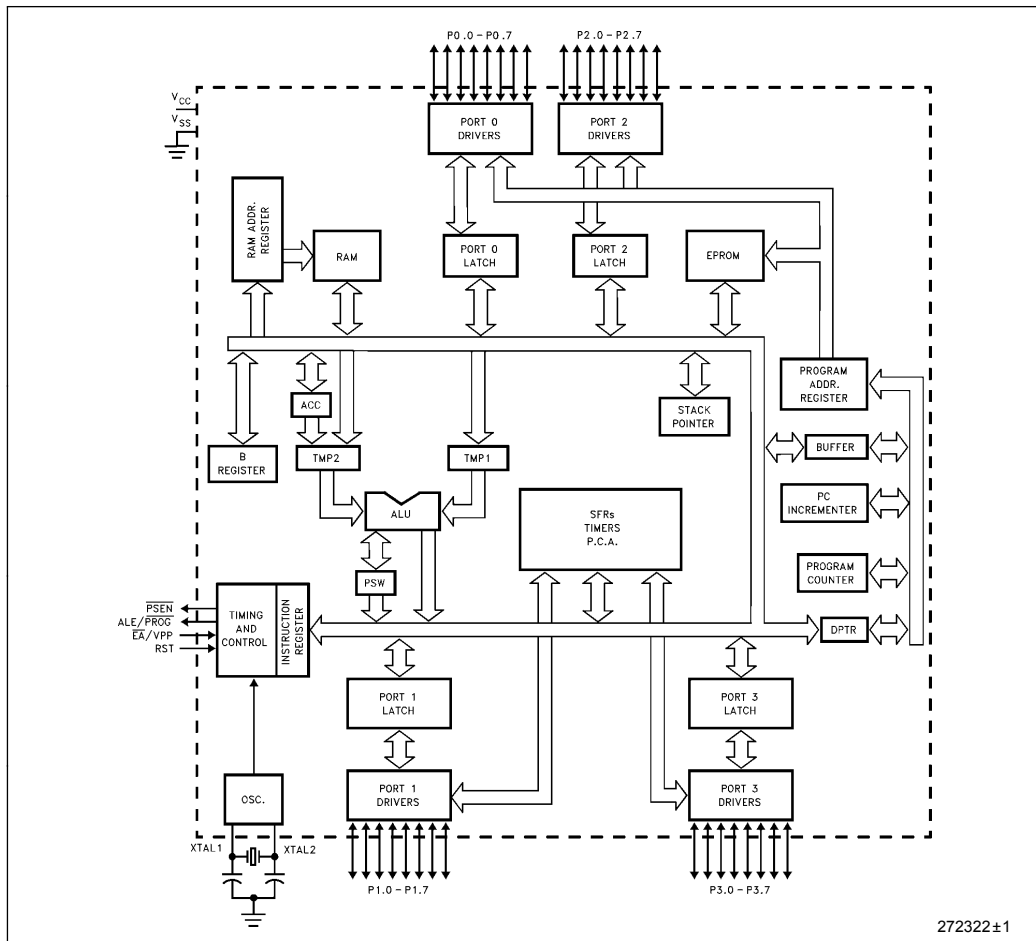 P0.0 – P0.7
P2.0 – P2.7
VCC
VSS
PORT 0
DRIVERS
PORT 2
DRIVERS
RAM ADDR.
REGISTER
RAM
PORT 0
LATCH
PORT 2
LATCH
EPROM
PROGRAM
ADDR.
REGISTER
ACC
STACK
POINTER
B
REGISTER
TMP2
TMP1
BUFFER
ALU
SFRs
TIMERS
P.C.A.
PC
INCREMENTER
PSW
PROGRAM
COUNTER
PSEN
ALE/PROG
EA/VPP
RST
TIMING
AND
CONTROL
INSTRUCTION
REGISTER
DPTR
PORT 1
LATCH
PORT 3
LATCH
OSC.
PORT 1
DRIVERS
PORT 3
DRIVERS
XTAL1
XTAL2
P1.0 – P1.7
P3.0 – P3.7
272322±1